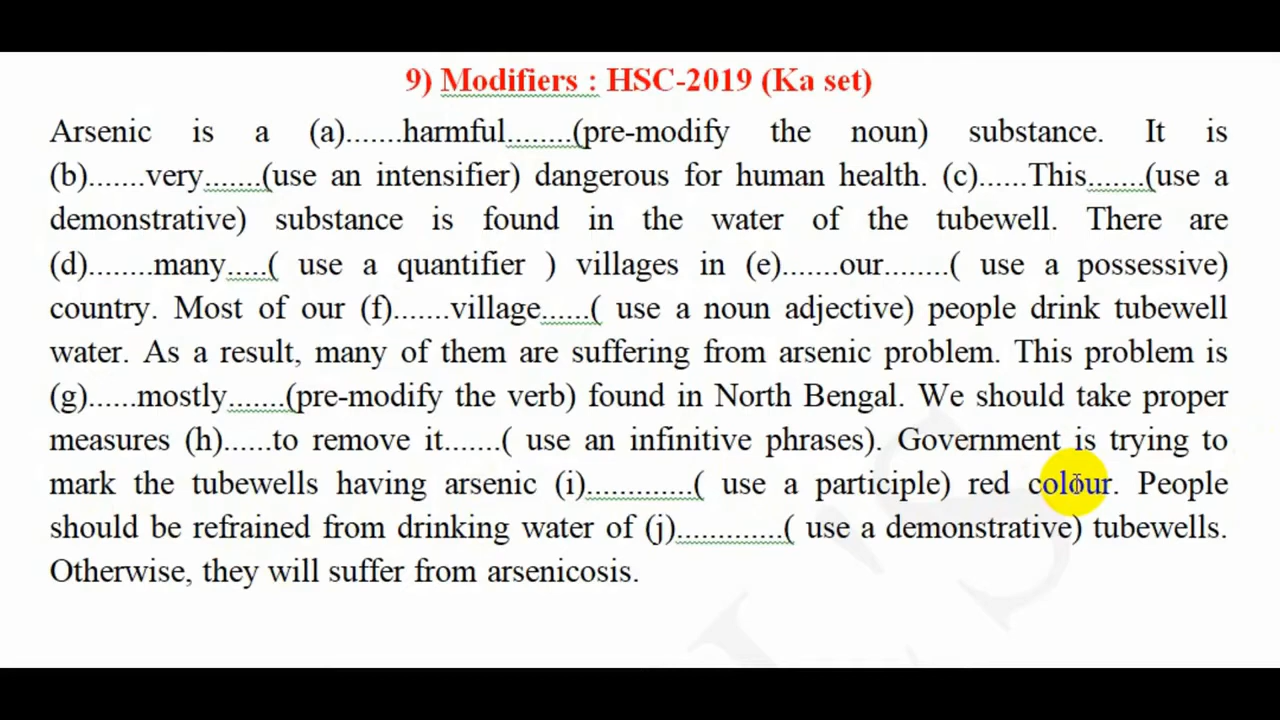 9) Modifiers : HSC-2019 (Ka set)
Arsenic is a (a).......harmful........(pre-modify the noun) substance. It is
(b).......very.......(use an intensifier) dangerous for human health. (c)......This.......(use a
demonstrative) substance is found in the water of the tubewell. There are
(d)........many.....( use a quantifier ) villages in (e).......our........( use a possessive)
country. Most of our (f).......village......( use a noun adjective) people drink tubewell
water. As a result, many of them are suffering from arsenic problem. This problem is
(g)......mostly.......(pre-modify the verb) found in North Bengal. We should take proper
measures (h)......to remove it.......( use an infinitive phrases). Government is trying to
mark the tubewells having arsenic (i).............( use a participle) red colour. People
should be refrained from drinking water of (j).............( use a demonstrative) tubewells.
Otherwise, they will suffer from arsenicosis.